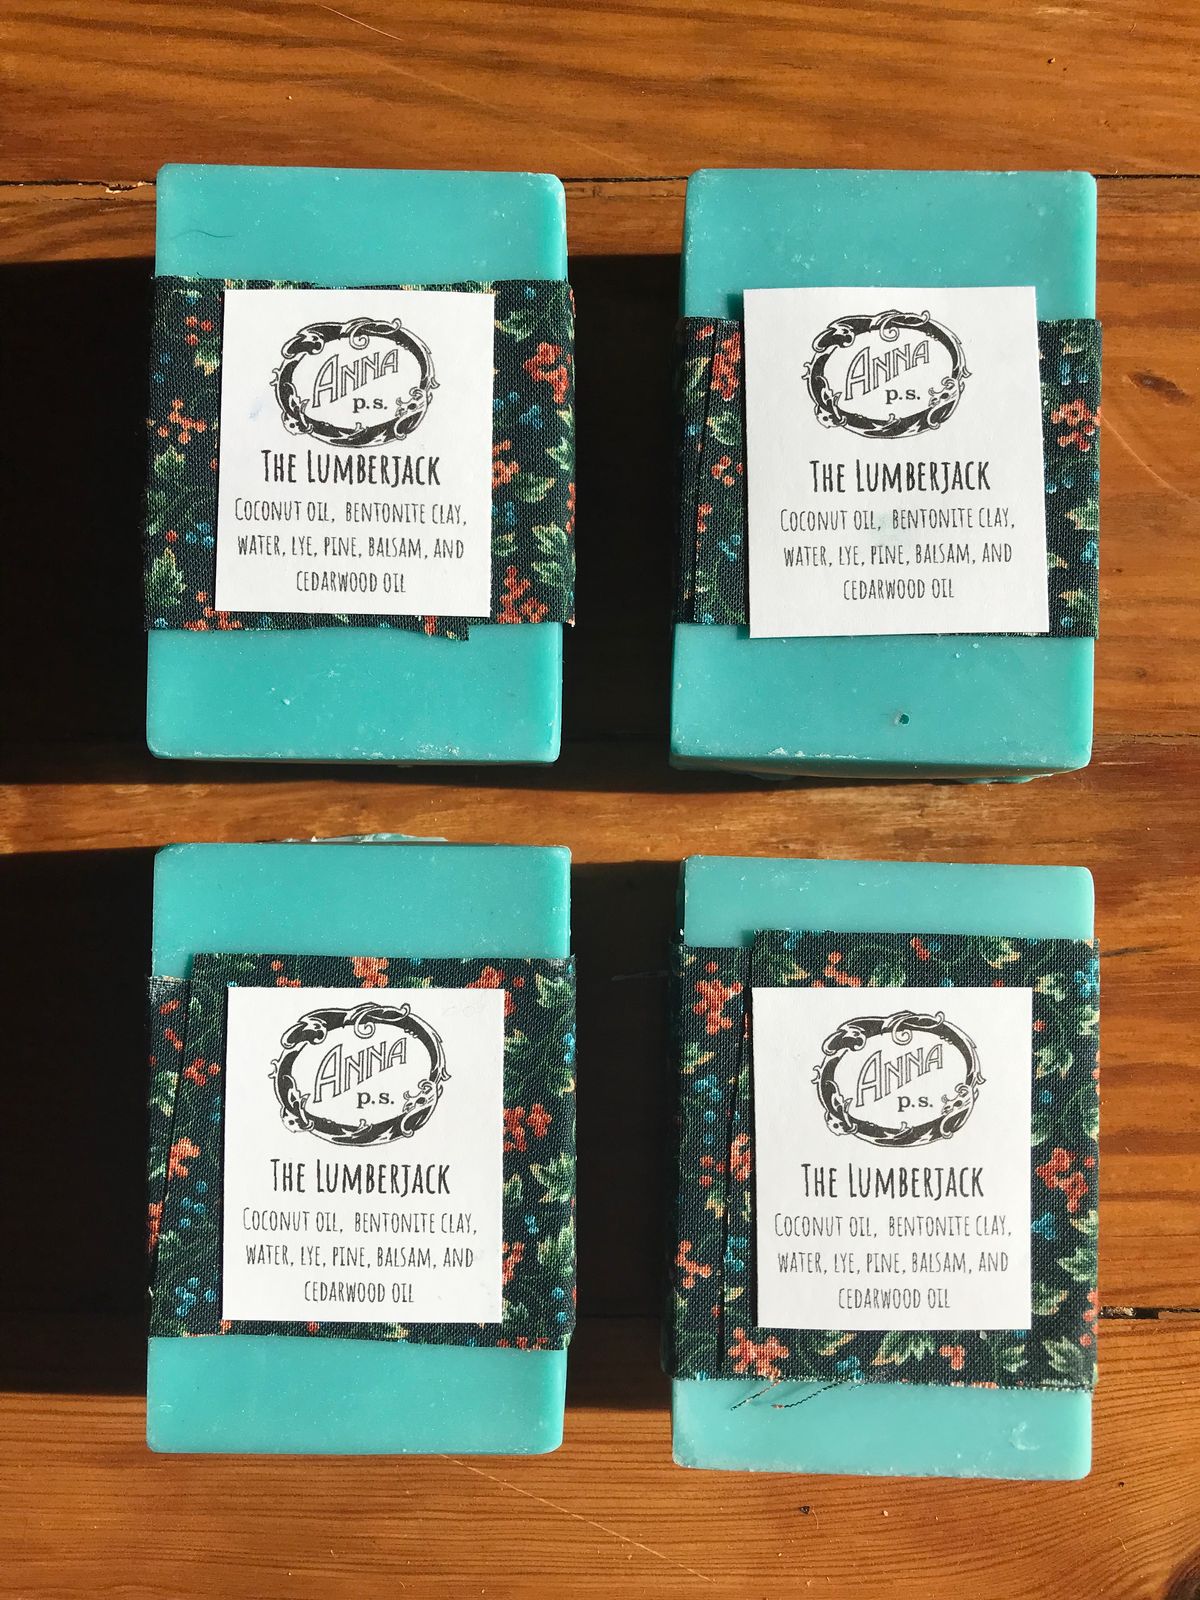 ANNA
p.s.
THE LUMBERJACK
COCONUT OIL, BENTONITE CLAY,
WATER, LYE, PINE, BALSAM, AND
CEDARWOOD OIL
ANNA
p.s.
THE LUMBERJACK
COCONUT OIL, BENTONITE CLAY,
WATER, LYE, PINE, BALSAM, AND
CEDARWOOD OIL
ANNA
p.s.
THE LUMBERJACK
COCONUT OIL, BENTONITE CLAY,
WATER, LYE, PINE, BALSAM, AND
CEDARWOOD OIL
ANNA
p.s.
THE LUMBERJACK
COCONUT OIL, BENTONITE CLAY,
WATER, LYE, PINE, BALSAM, AND
CEDARWOOD OIL